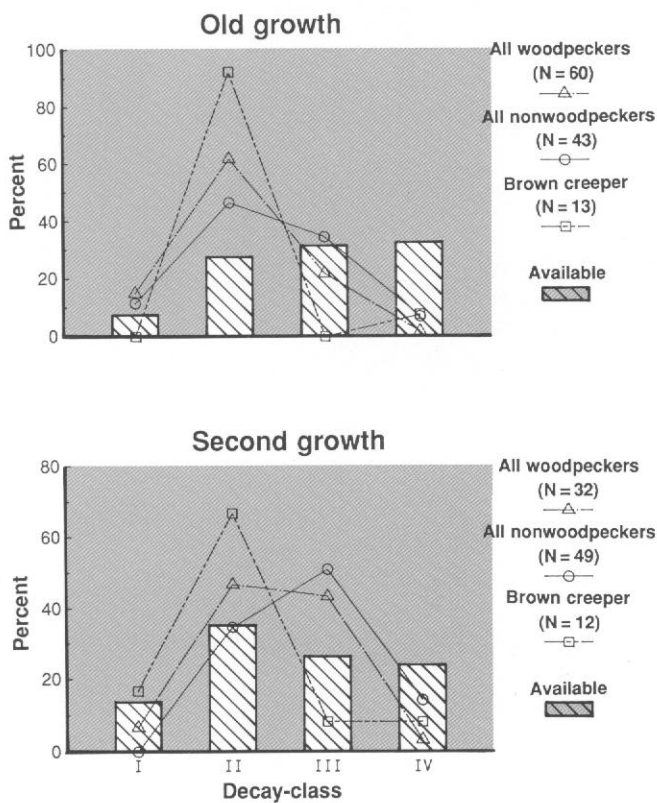 Old growth
100
80
60
40
20
0
Percent
All woodpeckers
(N = 60)
All nonwoodpeckers
(N = 43)
Brown creeper
(N = 13)
Available
Second growth
80
60
40
20
0
Percent
I II III IV
Decay-class
All woodpeckers
(N = 32)
All nonwoodpeckers
(N = 49)
Brown creeper
(N = 12)
Available